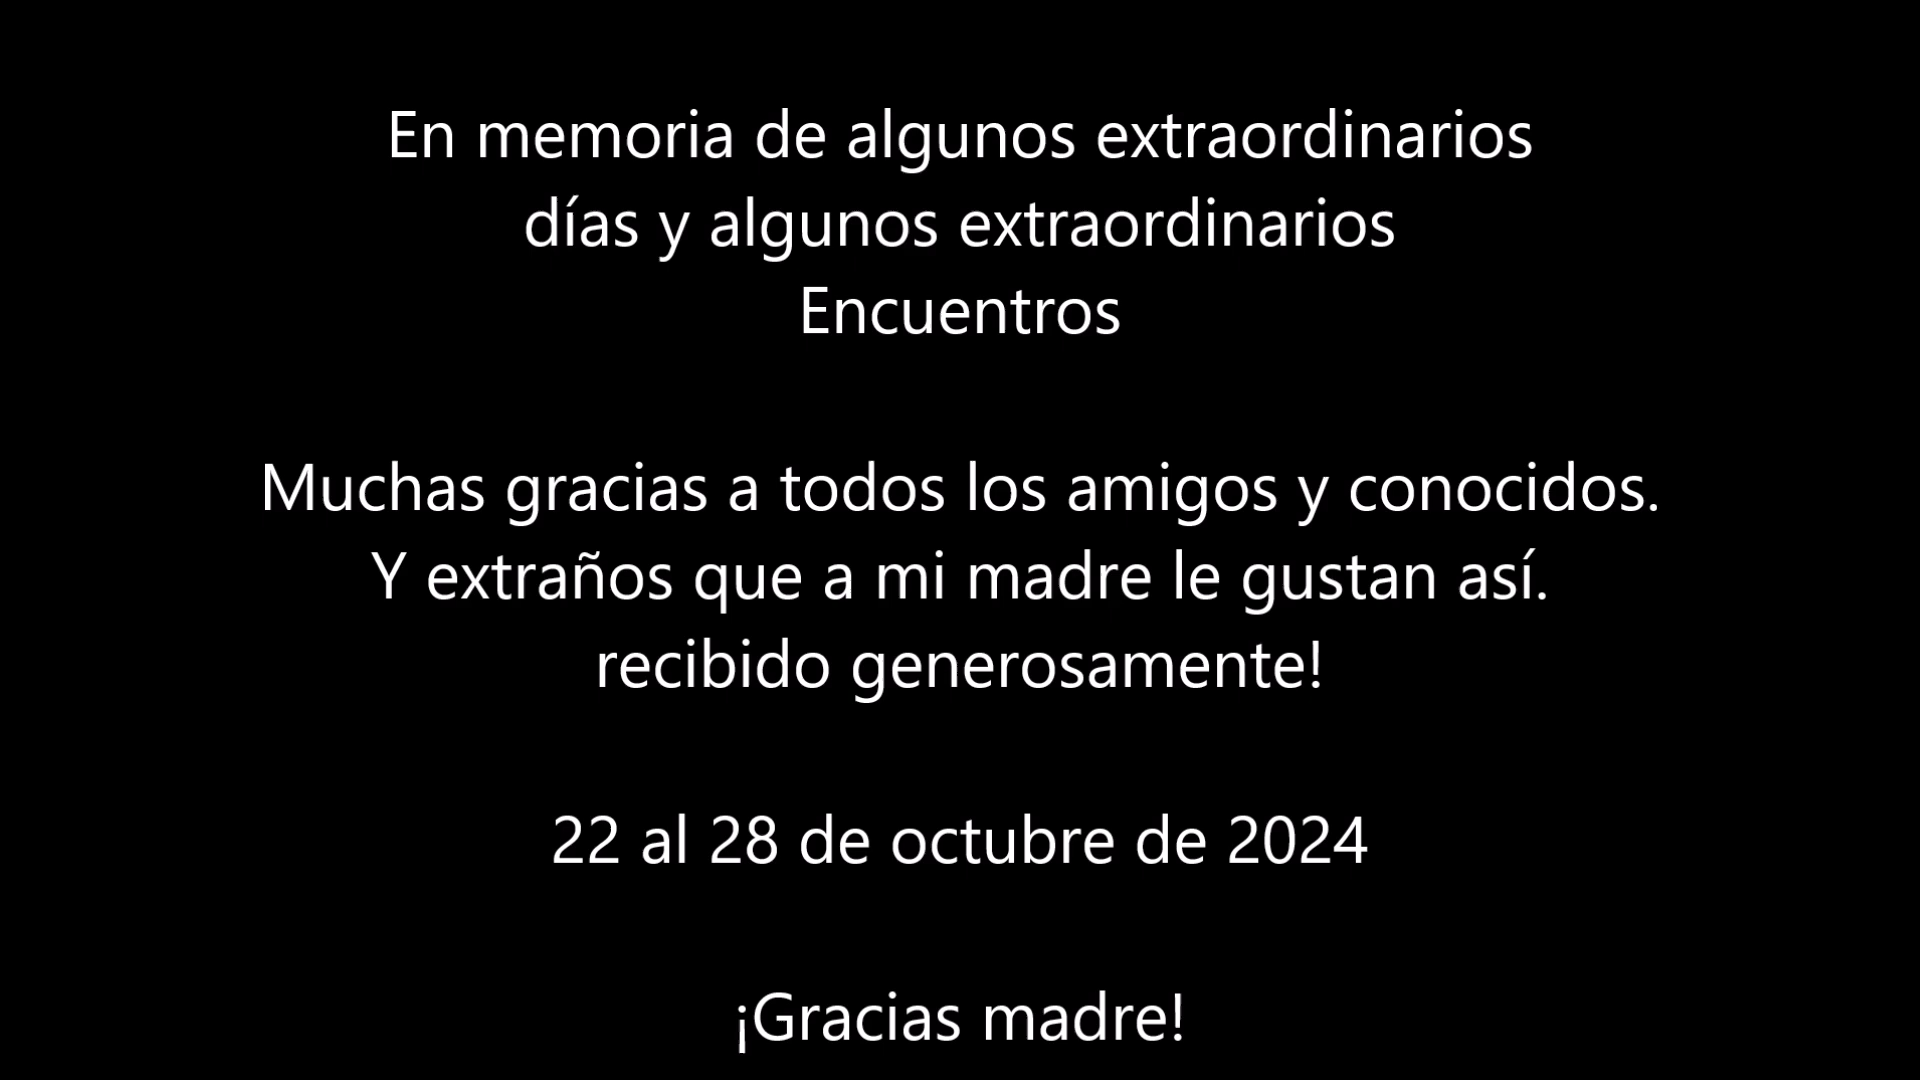 En memoria de algunos extraordinarios
días y algunos extraordinarios
Encuentros
Muchas gracias a todos los amigos y conocidos.
Y extraños que a mi madre le gustan así.
recibido generosamente!
22 al 28 de octubre de 2024
¡Gracias madre!